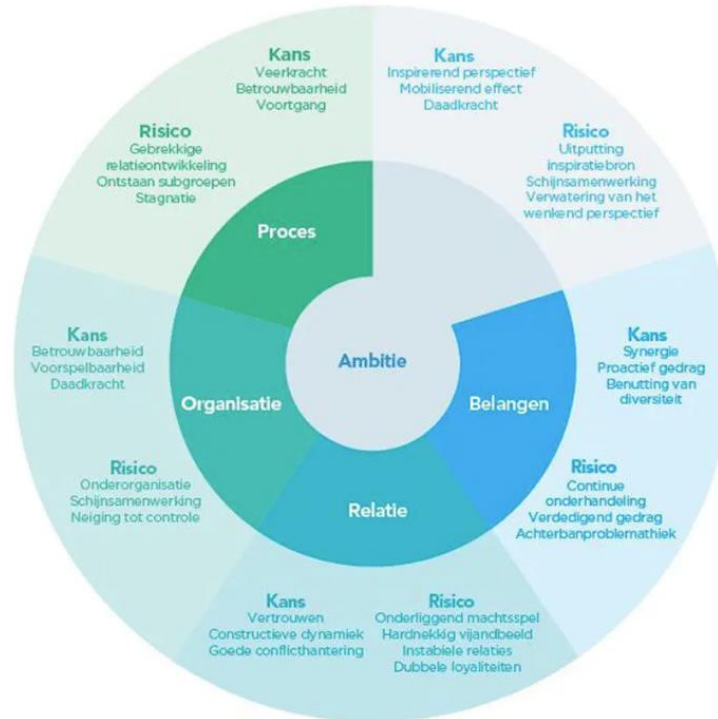 Kans
Veerkracht
Betrouwbaarheid
Voortgang
Risico
Gebrekkige
relatieontwikkeling
Ontstaan subgroepen
Stagnatie
Proces
Kans
Inspirerend perspectief
Mobiliserend effect
Daadkracht
Risico
Uitputting
inspiratiebron
Schijnsamenwerking
Verwatering van het
wenkend perspectief
Ambitie
Kans
Synergie
Proactief gedrag
Benutting van
diversiteit
Risico
Continue
onderhandeling
Verdedigend gedrag
Achterbanproblemathiek
Belangen
Relatie
Kans
Vertrouwen
Constructieve dynamiek
Goede conflicthantering
Risico
Onderliggend machtsspel
Hardnekkig vijandbeeld
Instabiele relaties
Dubbele loyaliteiten
Organisatie
Kans
Betrouwbaarheid
Voorspelbaarheid
Daadkracht
Risico
Onderorganisatie
Schijnsamenwerking
Neiging tot controle